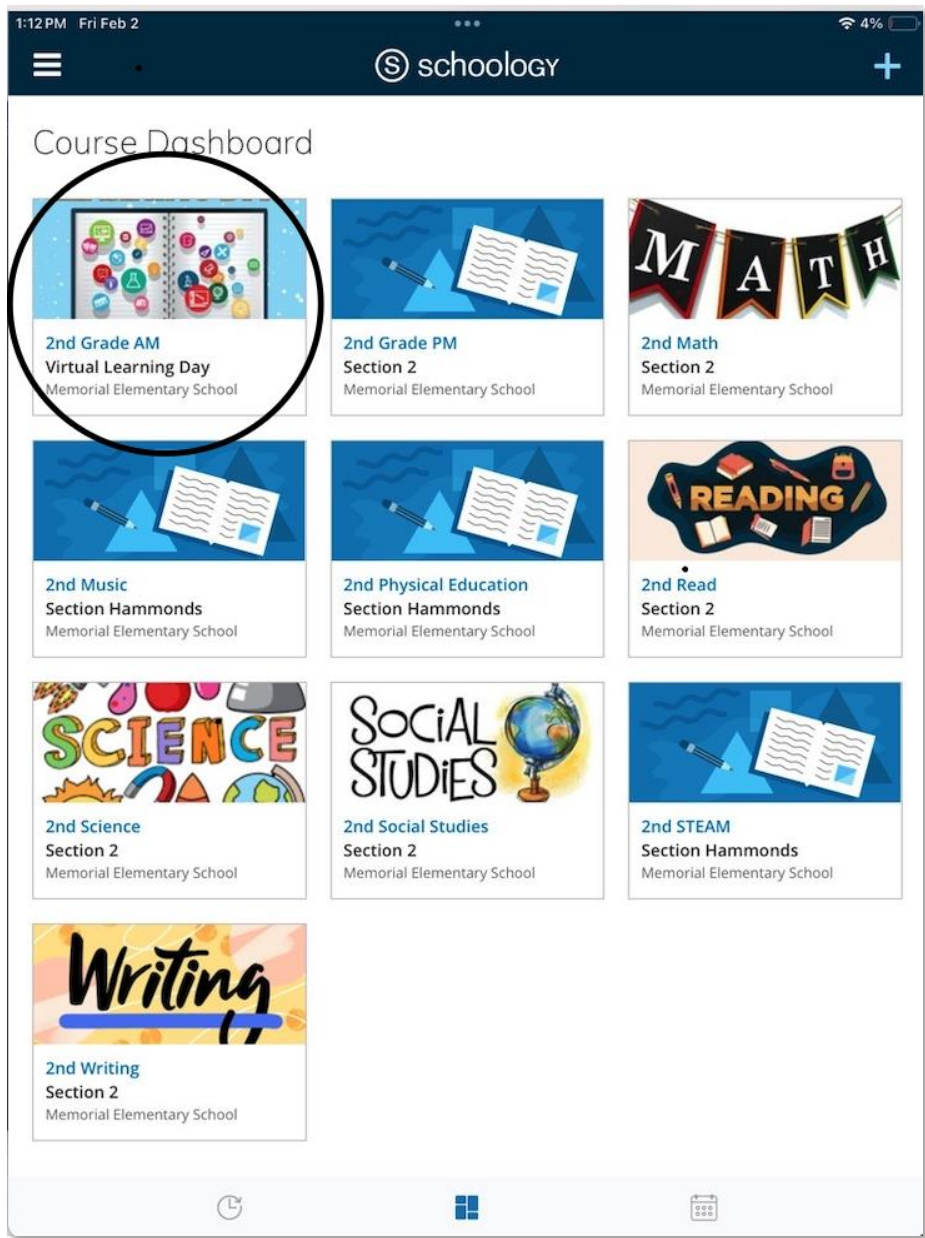 1:12 PM Fri Feb 2 4%
schoology
Course Dashboard
2nd Grade AM
Virtual Learning Day
Memorial Elementary School
2nd Grade PM
Section 2
Memorial Elementary School
MATH
2nd Math
Section 2
Memorial Elementary School
2nd Music
Section Hammonds
Memorial Elementary School
2nd Physical Education
Section Hammonds
Memorial Elementary School
READING
2nd Read
Section 2
Memorial Elementary School
SCIENCE
2nd Science
Section 2
Memorial Elementary School
SOCiAL
STUDiES
2nd Social Studies
Section 2
Memorial Elementary School
2nd STEAM
Section Hammonds
Memorial Elementary School
Writing
2nd Writing
Section 2
Memorial Elementary School